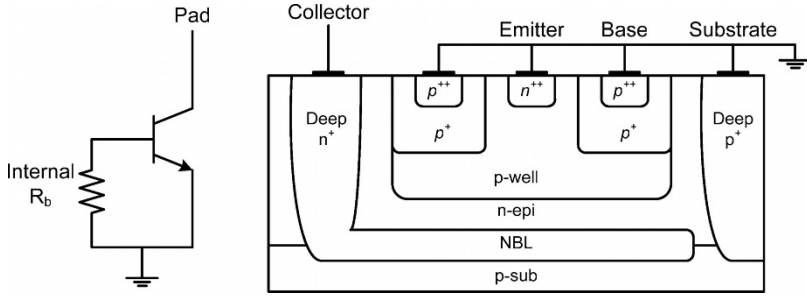 Pad
Internal
R_b
Collector
Emitter Base Substrate
p++ n++ p++
Deep
n+
p+ p+
Deep
p+
p-well
n-epi
NBL
p-sub